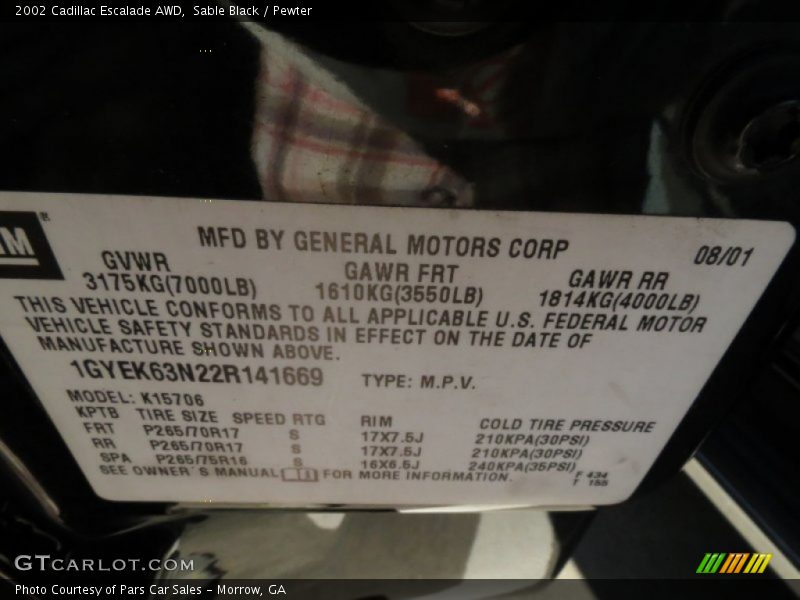 2002 Cadillac Escalade AWD, Sable Black / Pewter
MFD BY GENERAL MOTORS CORP
08/01
GVWR GAWR FRT GAWR RR
3175KG(7000LB) 1610KG(3550LB) 1814KG(4000LB)
THIS VEHICLE CONFORMS TO ALL APPLICABLE U.S. FEDERAL MOTOR
VEHICLE SAFETY STANDARDS IN EFFECT ON THE DATE OF
MANUFACTURE SHOWN ABOVE.
1GYEK63N22R141669 TYPE: M.P.V.
MODEL: K15706
KPTB TIRE SIZE SPEED RTG RIM COLD TIRE PRESSURE
FRT P265/70R17 S 17X7.5J 210KPA(30PSI)
RR P265/70R17 S 17X7.5J 210KPA(30PSI)
SPA P265/75R16 S 16X6.5J 240KPA(35PSI)
SEE OWNER'S MANUAL FOR MORE INFORMATION.
F 434
T 155
GTCARLOT.COM
Photo Courtesy of Pars Car Sales - Morrow, GA